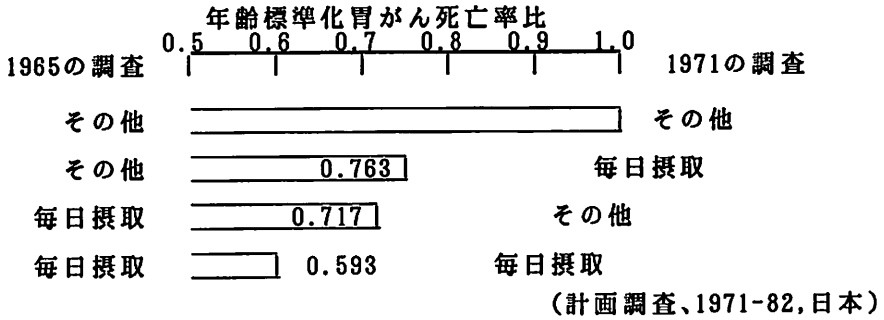 年齢標準化胃がん死亡率比
0.5 0.6 0.7 0.8 0.9 1.0
1965の調査 1971の調査
その他 その他
その他 0.763 毎日摂取
毎日摂取 0.717 その他
毎日摂取 0.593 毎日摂取
(計画調査、1971-82,日本)